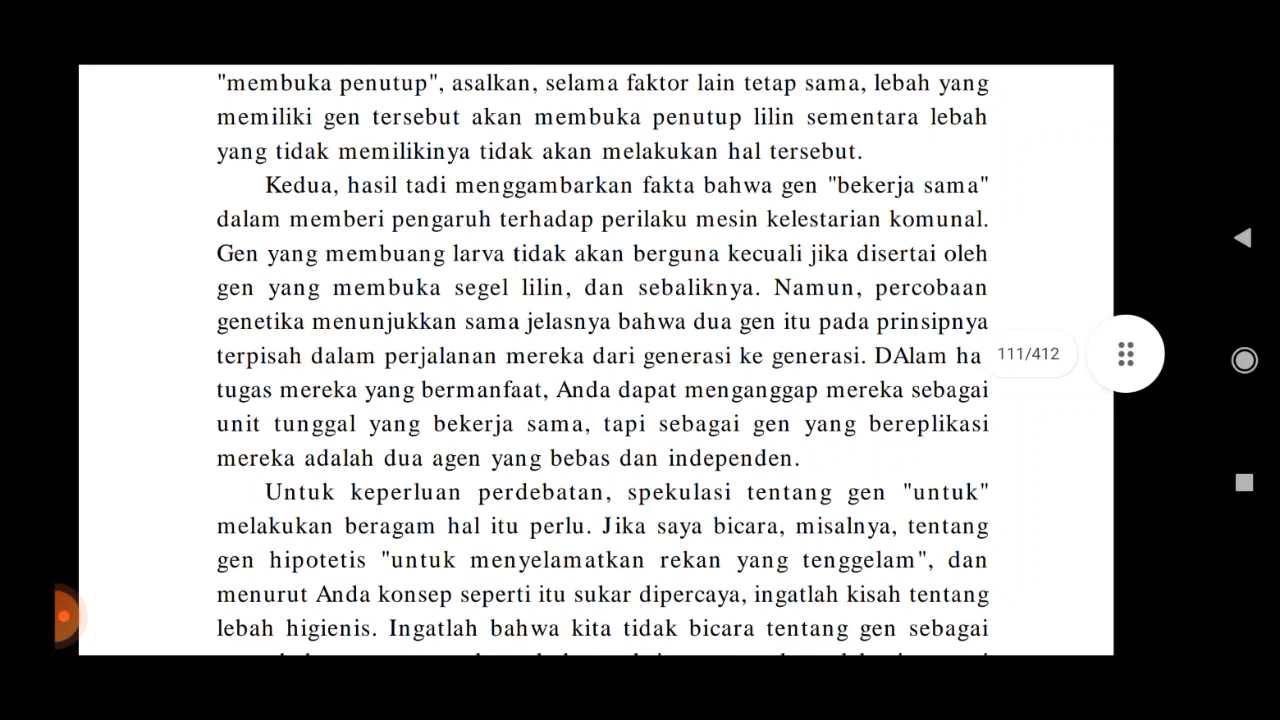 "membuka penutup", asalkan, selama faktor lain tetap sama, lebah yang
memiliki gen tersebut akan membuka penutup lilin sementara lebah
yang tidak memilikinya tidak akan melakukan hal tersebut.
Kedua, hasil tadi menggambarkan fakta bahwa gen "bekerja sama"
dalam memberi pengaruh terhadap perilaku mesin kelestarian komunal.
Gen yang membuang larva tidak akan berguna kecuali jika disertai oleh
gen yang membuka segel lilin, dan sebaliknya. Namun, percobaan
genetika menunjukkan sama jelasnya bahwa dua gen itu pada prinsipnya
terpisah dalam perjalanan mereka dari generasi ke generasi. DAlam ha
111/412
tugas mereka yang bermanfaat, Anda dapat menganggap mereka sebagai
unit tunggal yang bekerja sama, tapi sebagai gen yang bereplikasi
mereka adalah dua agen yang bebas dan independen.
Untuk keperluan perdebatan, spekulasi tentang gen "untuk"
melakukan beragam hal itu perlu. Jika saya bicara, misalnya, tentang
gen hipotetis "untuk menyelamatkan rekan yang tenggelam", dan
menurut Anda konsep seperti itu sukar dipercaya, ingatlah kisah tentang
lebah higienis. Ingatlah bahwa kita tidak bicara tentang gen sebagai